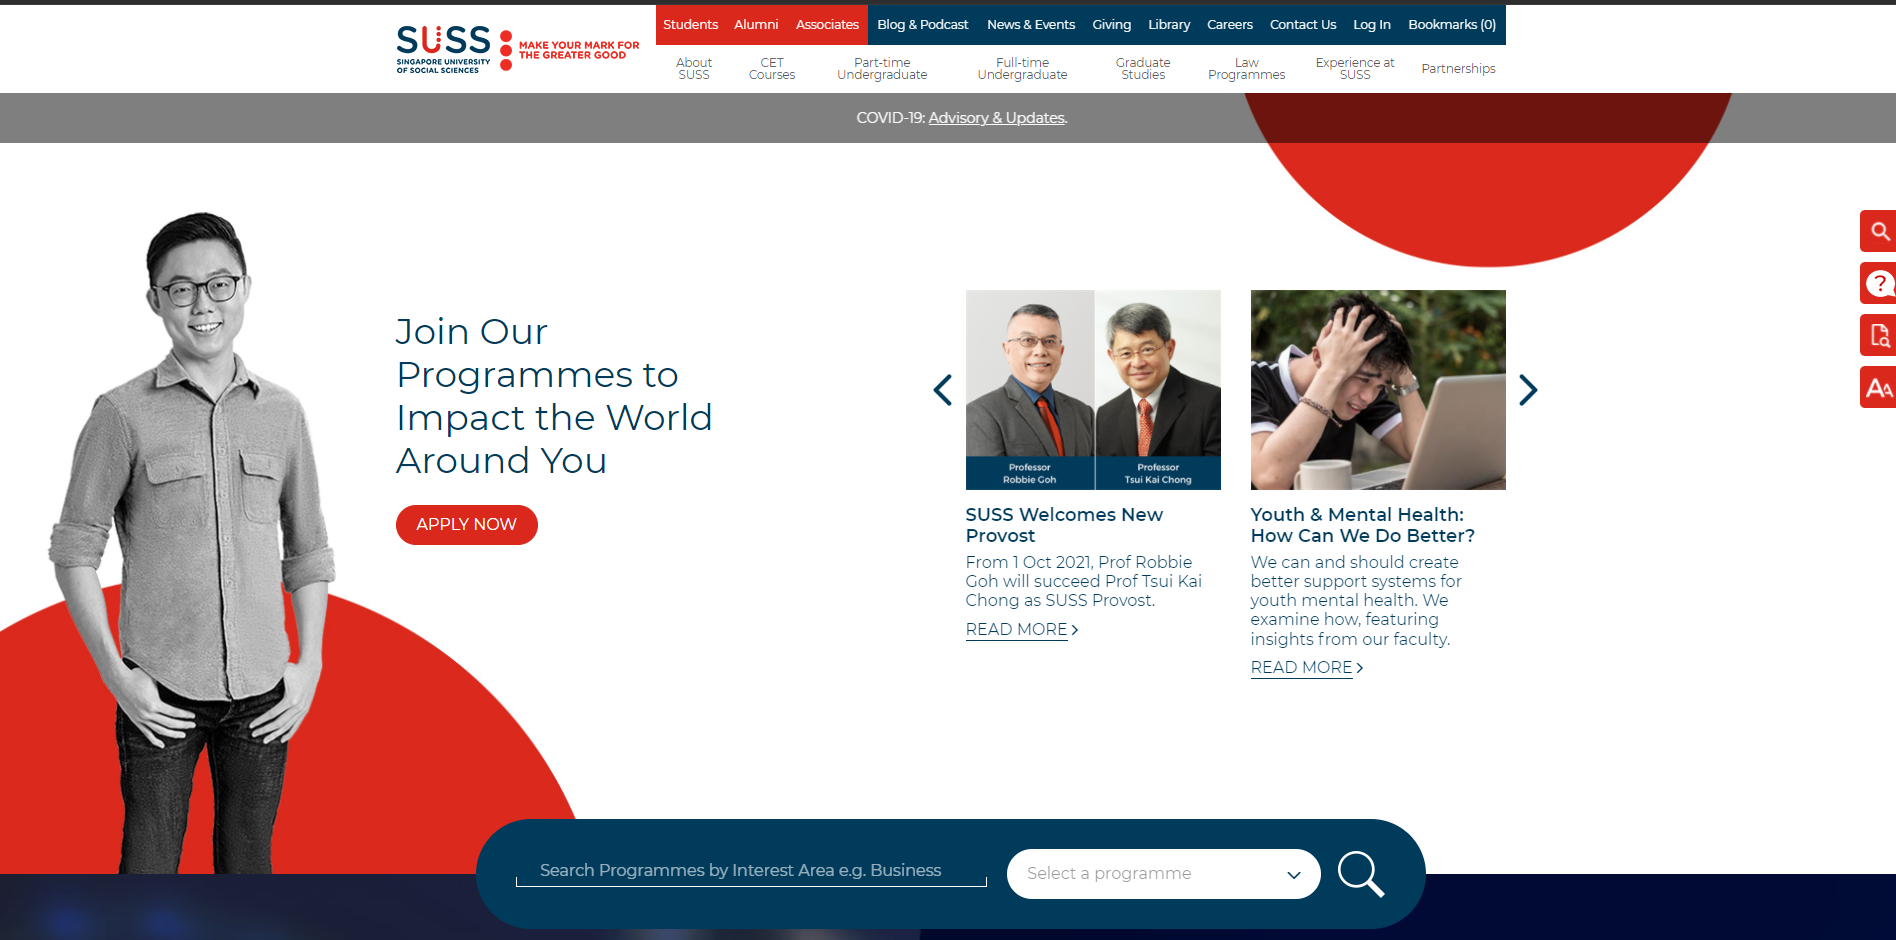 SUSS
SINGAPORE UNIVERSITY
OF SOCIAL SCIENCES
MAKE YOUR MARK FOR
THE GREATER GOOD
Students Alumni Associates Blog & Podcast News & Events Giving Library Careers Contact Us Log In Bookmarks (0)
About
SUSS
CET
Courses
Part-time
Undergraduate
Full-time
Undergraduate
Graduate
Studies
Law
Programmes
Experience at
SUSS
Partnerships
COVID-19: Advisory & Updates.
Join Our
Programmes to
Impact the World
Around You
APPLY NOW
Professor
Robbie Goh
Professor
Tsui Kai Chong
SUSS Welcomes New
Provost
From 1 Oct 2021, Prof Robbie
Goh will succeed Prof Tsui Kai
Chong as SUSS Provost.
READ MORE
Youth & Mental Health:
How Can We Do Better?
We can and should create
better support systems for
youth mental health. We
examine how, featuring
insights from our faculty.
READ MORE
?
AA
Search Programmes by Interest Area e.g. Business
Select a programme